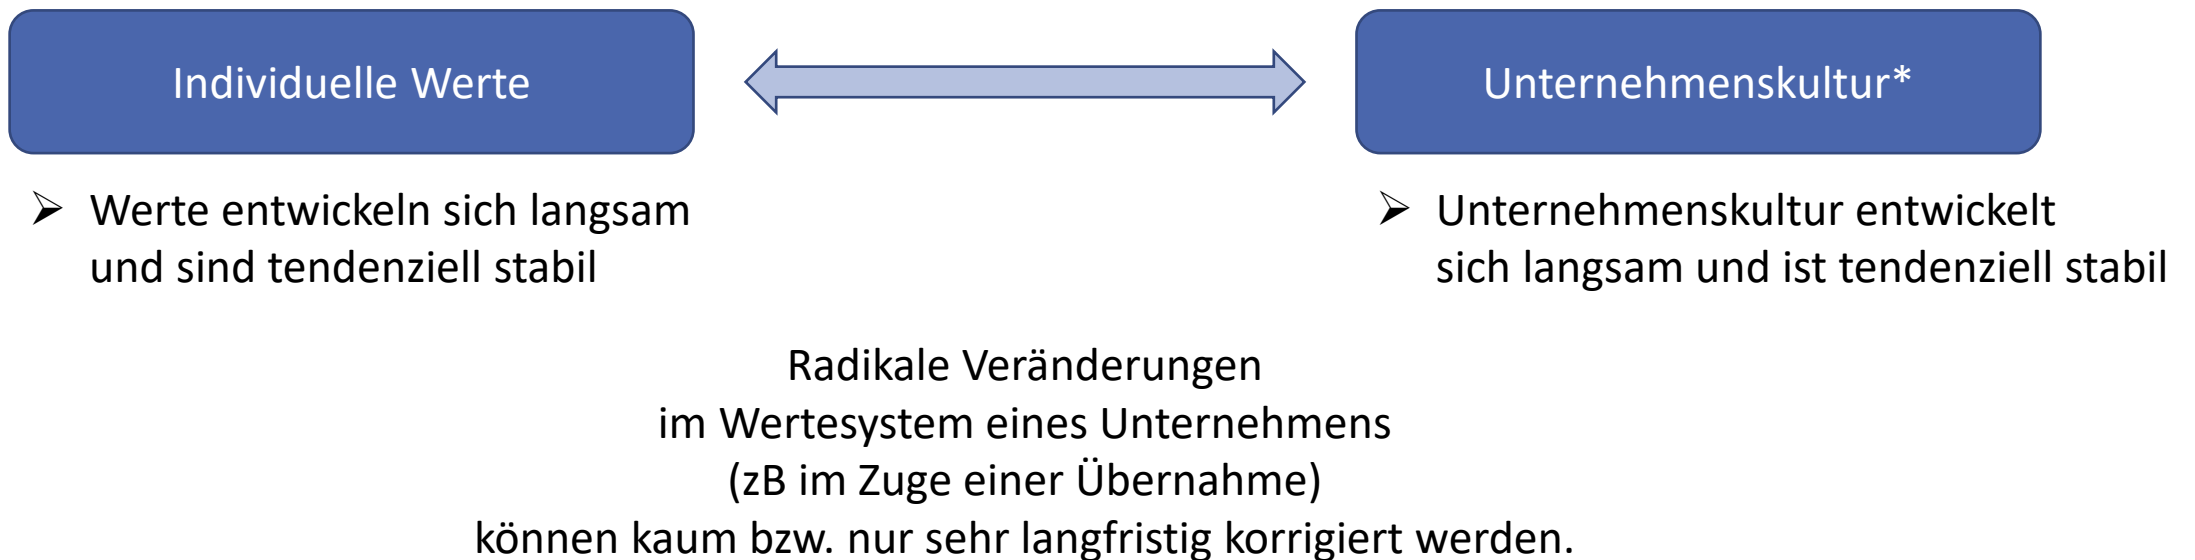 Individuelle Werte
Unternehmenskultur*
➢ Werte entwickeln sich langsam
und sind tendenziell stabil
➢ Unternehmenskultur entwickelt
sich langsam und ist tendenziell stabil
Radikale Veränderungen
im Wertesystem eines Unternehmens
(zB im Zuge einer Übernahme)
können kaum bzw. nur sehr langfristig korrigiert werden.